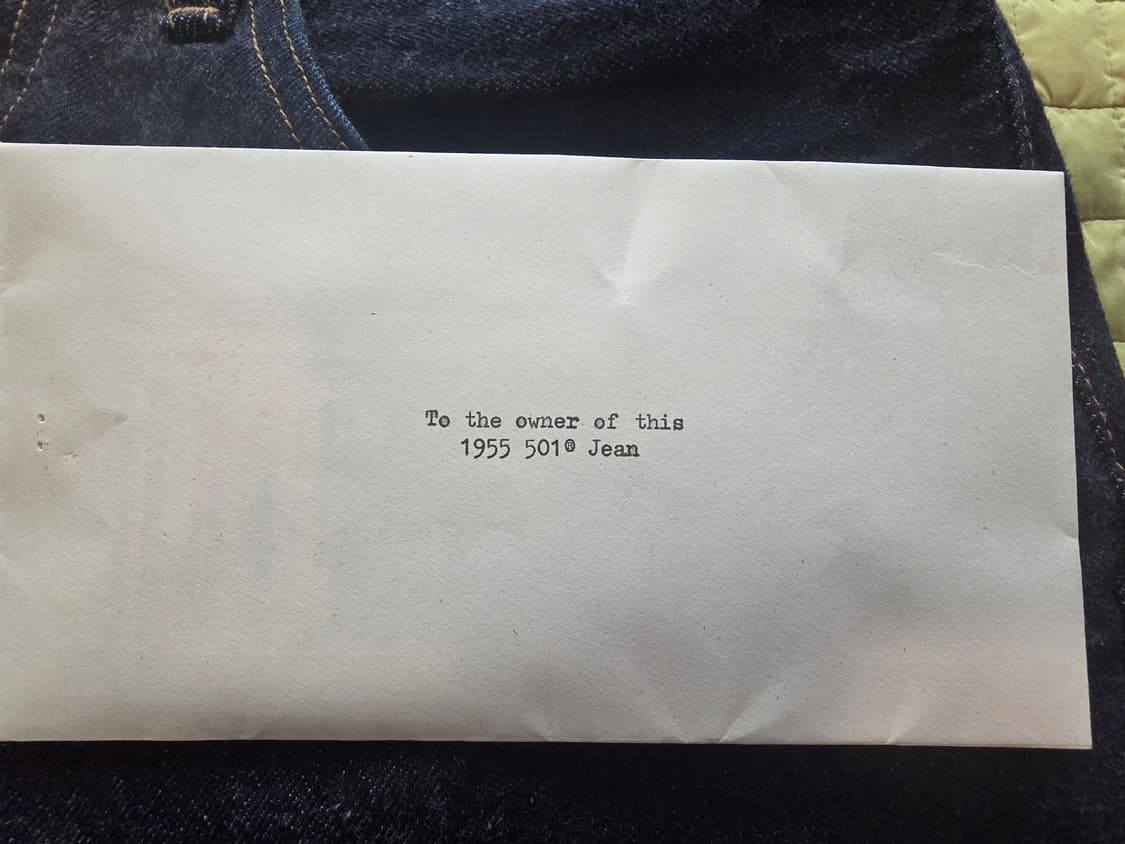 To the owner of this
1955 501® Jean